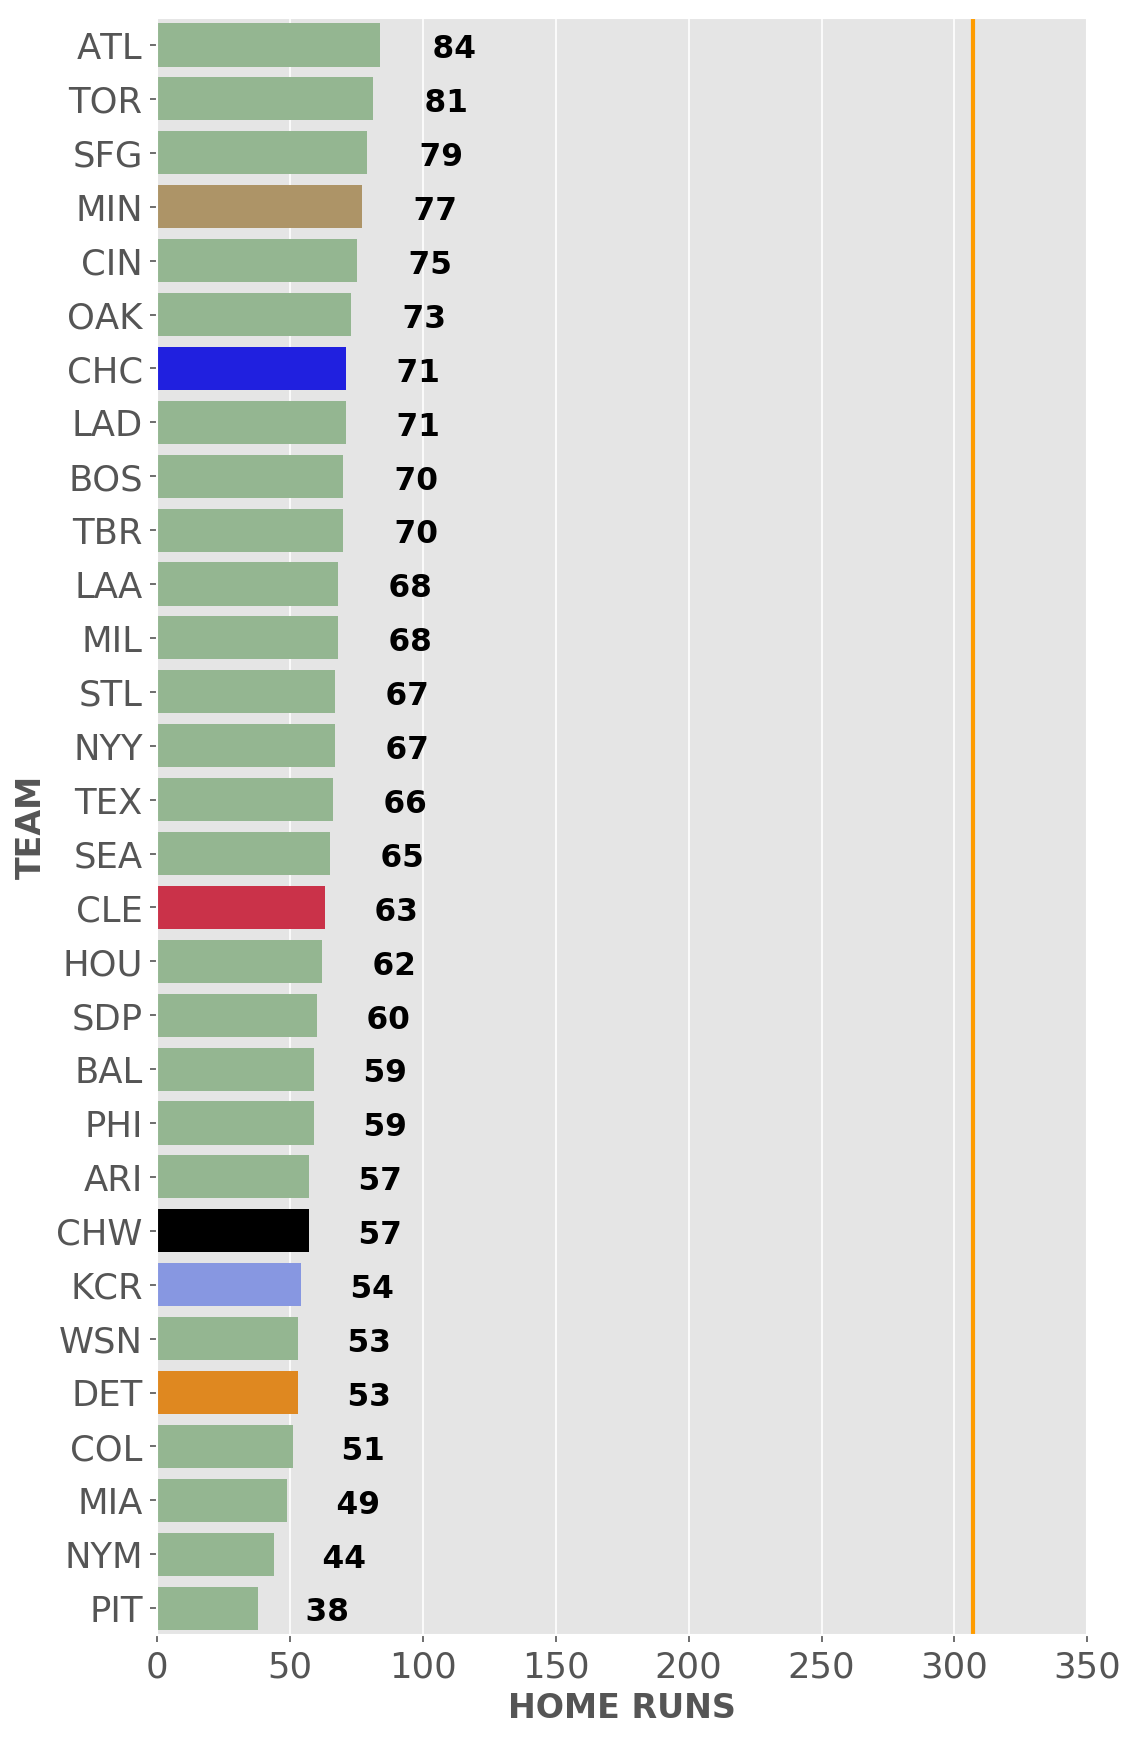 ATL 84
TOR 81
SFG 79
MIN 77
CIN 75
OAK 73
CHC 71
LAD 71
BOS 70
TBR 70
LAA 68
MIL 68
STL 67
NYY 67
TEX 66
SEA 65
CLE 63
HOU 62
SDP 60
BAL 59
PHI 59
ARI 57
CHW 57
KCR 54
WSN 53
DET 53
COL 51
MIA 49
NYM 44
PIT 38
TEAM
0 50 100 150 200 250 300 350
HOME RUNS